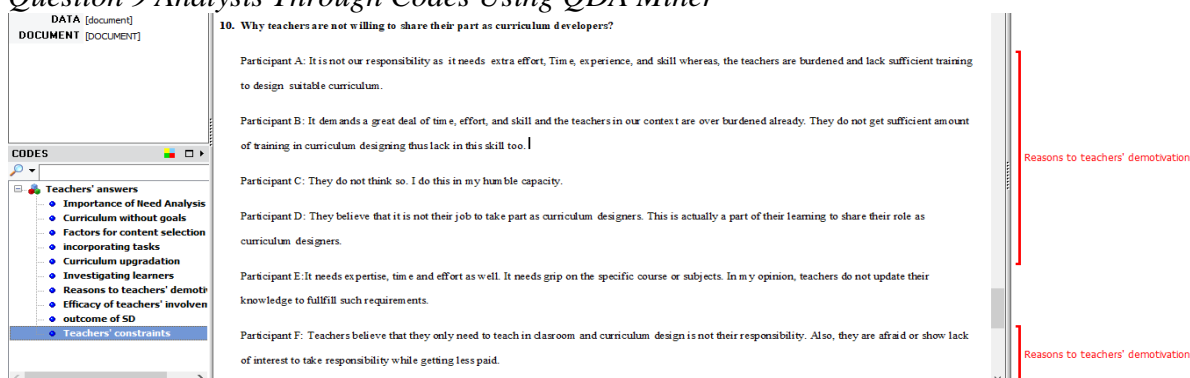 Question 9 Analysis Through Codes Using QDA Miner
DATA [document]
DOCUMENT [DOCUMENT]
CODES
Teachers' answers
Importance of Need Analysis
Curriculum without goals
Factors for content selection
incorporating tasks
Curriculum upgradation
Investigating learners
Reasons to teachers' demoti
Efficacy of teachers' involven
outcome of SD
Teachers' constraints
10. Why teachers are not willing to share their part as curriculum developers?
Participant A: It is not our responsibility as it needs extra effort, Time, experience, and skill whereas, the teachers are burdened and lack sufficient training
to design suitable curriculum.
Participant B: It demands a great deal of time, effort, and skill and the teachers in our context are over burdened already. They do not get sufficient amount
of training in curriculum designing thus lack in this skill too.
Participant C: They do not think so. I do this in my humble capacity.
Participant D: They believe that it is not their job to take part as curriculum designers. This is actually a part of their learning to share their role as
curriculum designers.
Participant E:It needs expertise, time and effort as well. It needs grip on the specific course or subjects. In my opinion, teachers do not update their
knowledge to fullfill such requirements.
Participant F: Teachers believe that they only need to teach in clasroom and curriculum design is not their responsibility. Also, they are afraid or show lack
of interest to take responsibility while getting less paid.
Reasons to teachers' demotivation
Reasons to teachers' demotivation